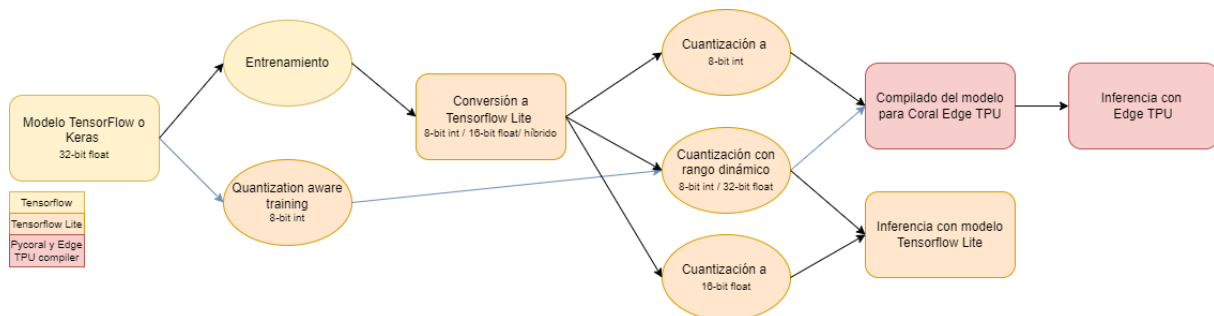 Modelo TensorFlow o
Keras
32-bit float
Entrenamiento
Quantization aware
training
8-bit int
Conversión a
Tensorflow Lite
8-bit int / 16-bit float/ híbrido
Cuantización a
8-bit int
Cuantización con
rango dinámico
8-bit int / 32-bit float
Cuantización a
16-bit float
Compilado del modelo
para Coral Edge TPU
Inferencia con
Edge TPU
Inferencia con modelo
Tensorflow Lite
Tensorflow
Tensorflow Lite
Pycoral y Edge
TPU compiler